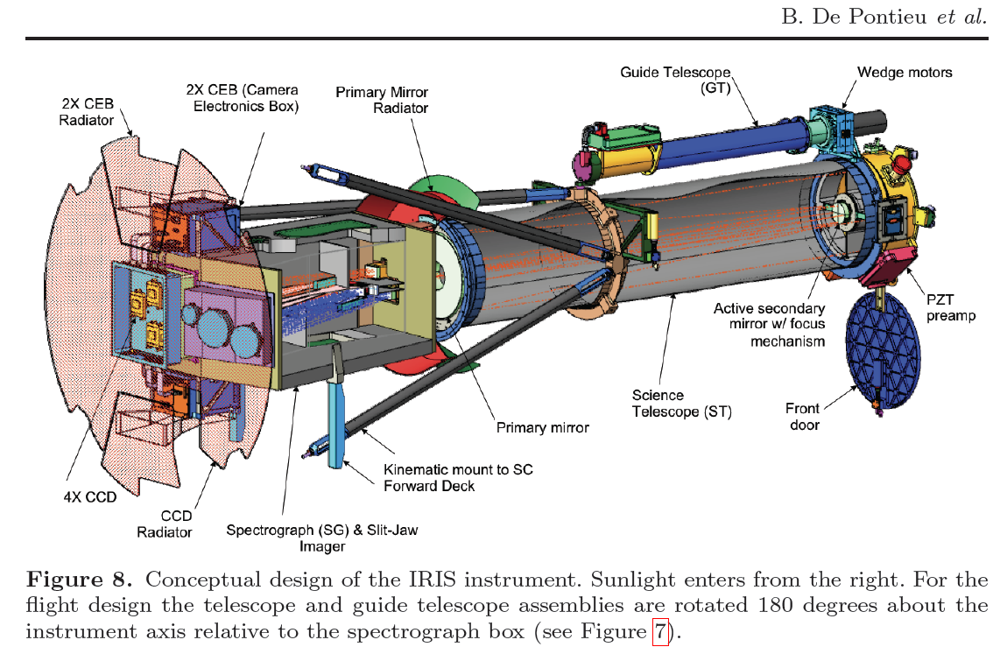 B. De Pontieu et al.
Guide Telescope
(GT)
Wedge motors
2X CEB (Camera
Electronics Box)
Primary Mirror
Radiator
2X CEB
Radiator
PZT
preamp
Active secondary
mirror w/ focus
mechanism
Science
Telescope (ST)
Front
door
Primary mirror
Kinematic mount to SC
Forward Deck
4X CCD
CCD
Radiator
Spectrograph (SG) & Slit-Jaw
Imager
Figure 8. Conceptual design of the IRIS instrument. Sunlight enters from the right. For the
flight design the telescope and guide telescope assemblies are rotated 180 degrees about the
instrument axis relative to the spectrograph box (see Figure 7).